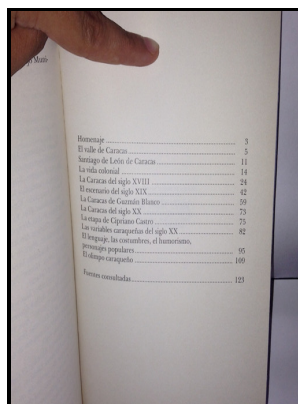 Homenaje 3
El valle de Caracas 5
Santiago de León de Caracas 11
La vida colonial 14
La Caracas del siglo XVIII 24
El escenario del siglo XIX 42
La Caracas de Guzmán Blanco 59
La Caracas del siglo XX 73
La etapa de Cipriano Castro 75
Las variables caraqueñas del siglo XX 82
El lenguaje, las costumbres, el humorismo,
personajes populares 95
El olimpo caraqueño 109
Fuentes consultadas 123